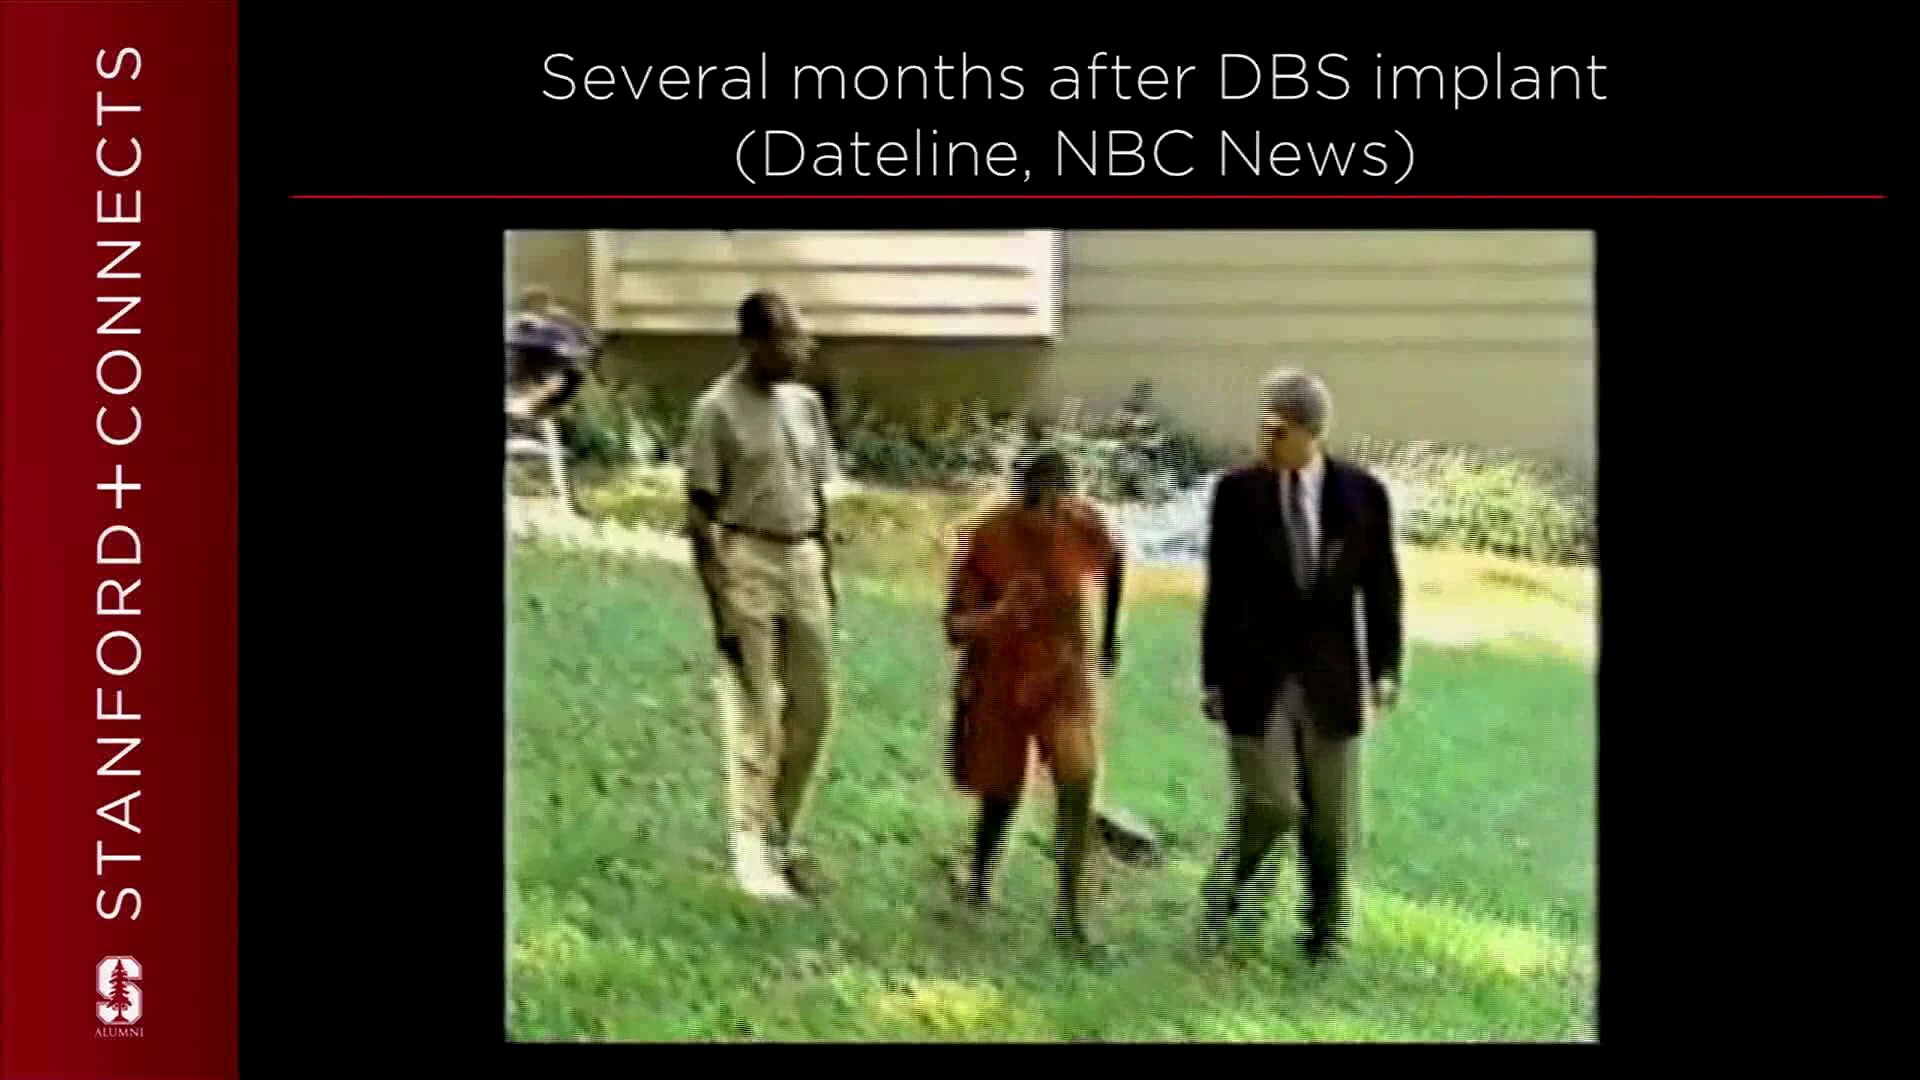 Several months after DBS implant
(Dateline, NBC News)
STANFORD+CONNECTS
S
ALUMNI